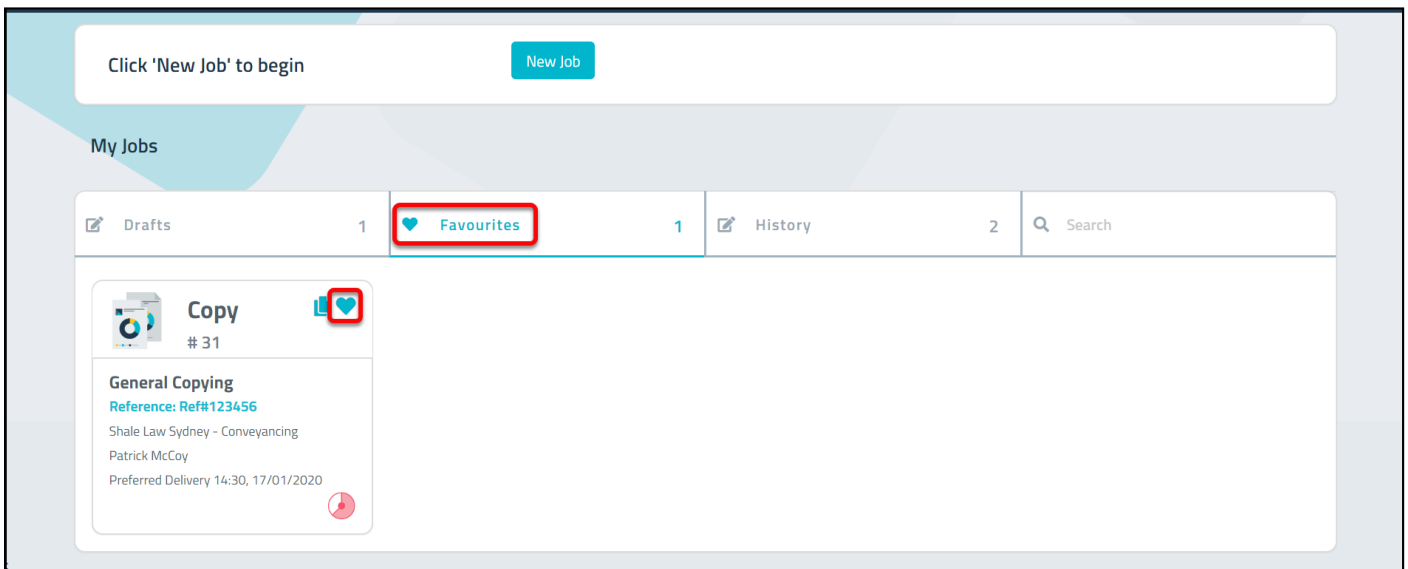 Click 'New Job' to begin
New Job
My Jobs
Drafts 1
Favourites 1
History 2
Search
Copy
# 31
General Copying
Reference: Ref#123456
Shale Law Sydney - Conveyancing
Patrick McCoy
Preferred Delivery 14:30, 17/01/2020